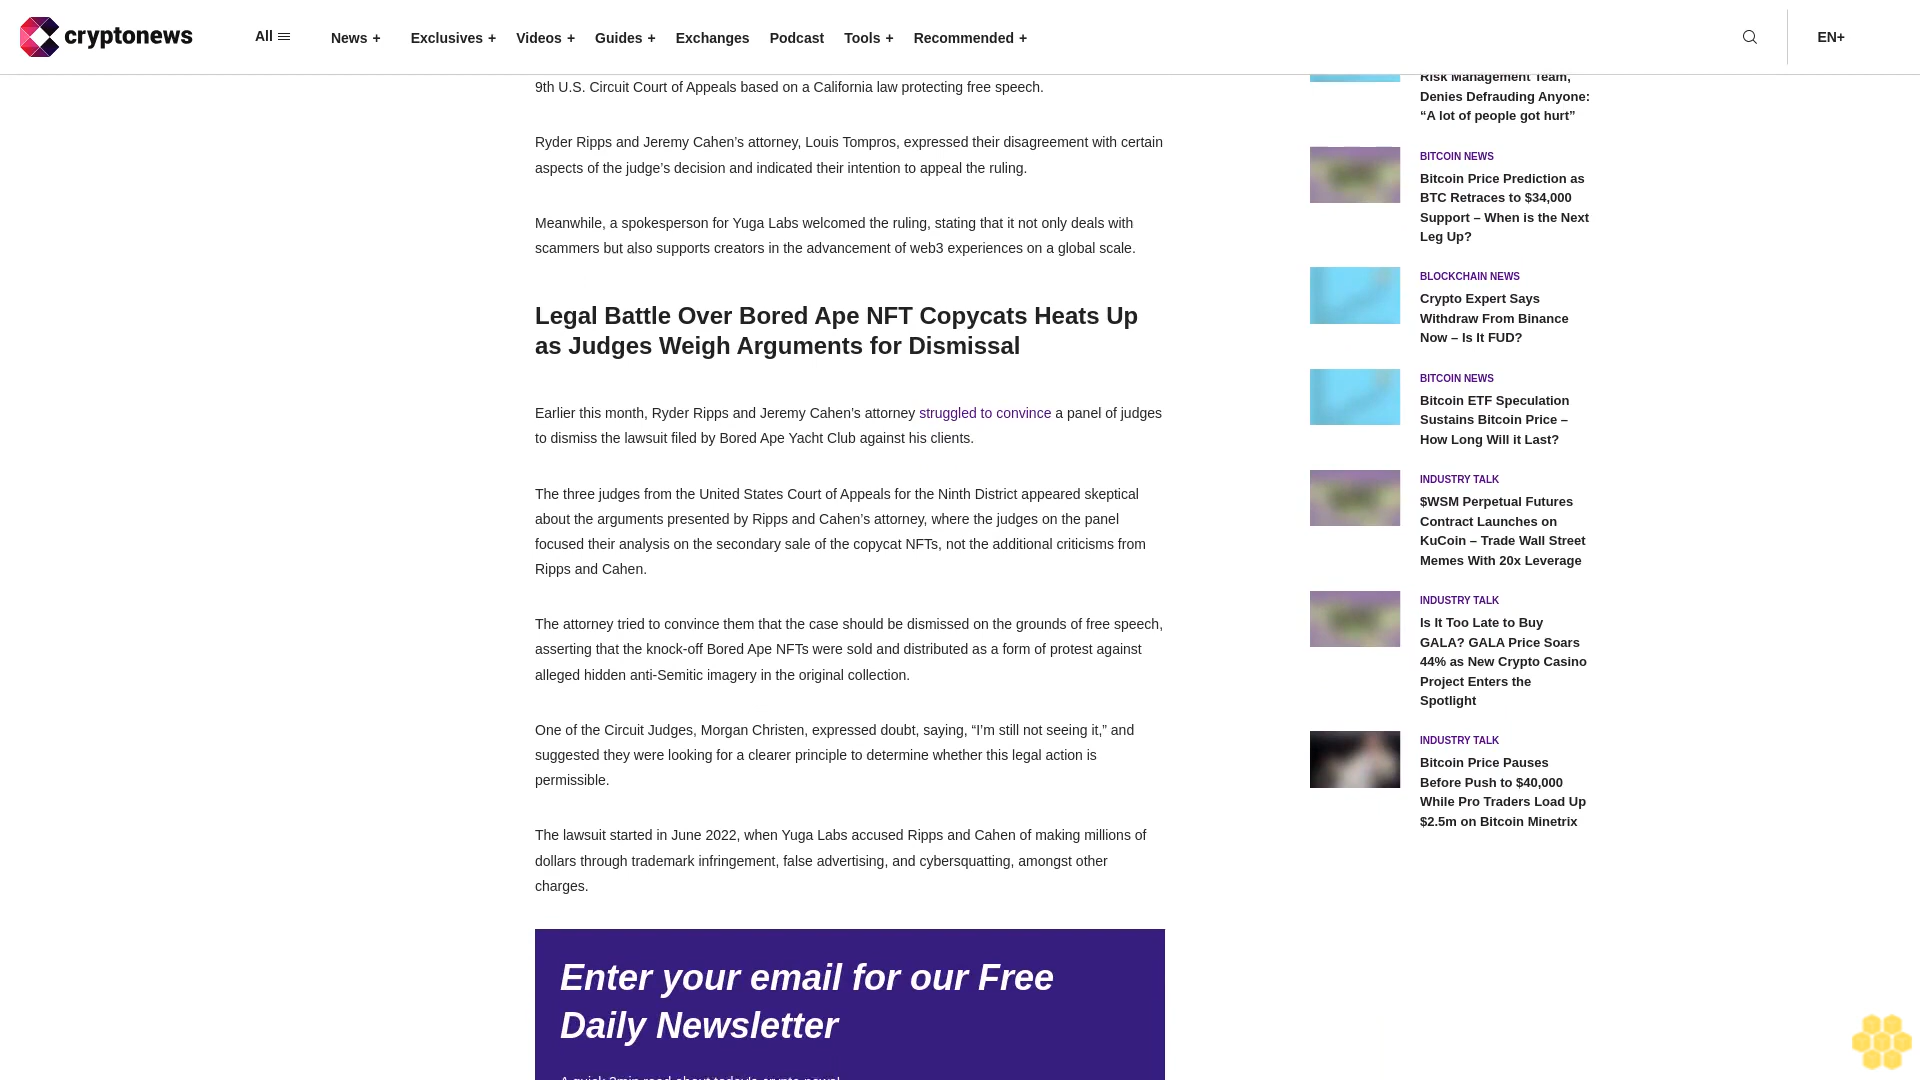 cryptonews
All
News +
Exclusives +
Videos +
Guides +
Exchanges
Podcast
Tools +
Recommended +
EN+
9th U.S. Circuit Court of Appeals based on a California law protecting free speech.
Ryder Ripps and Jeremy Cahen’s attorney, Louis Tompros, expressed their disagreement with certain
aspects of the judge’s decision and indicated their intention to appeal the ruling.
Meanwhile, a spokesperson for Yuga Labs welcomed the ruling, stating that it not only deals with
scammers but also supports creators in the advancement of web3 experiences on a global scale.
Legal Battle Over Bored Ape NFT Copycats Heats Up
as Judges Weigh Arguments for Dismissal
Earlier this month, Ryder Ripps and Jeremy Cahen’s attorney struggled to convince a panel of judges
to dismiss the lawsuit filed by Bored Ape Yacht Club against his clients.
The three judges from the United States Court of Appeals for the Ninth District appeared skeptical
about the arguments presented by Ripps and Cahen’s attorney, where the judges on the panel
focused their analysis on the secondary sale of the copycat NFTs, not the additional criticisms from
Ripps and Cahen.
The attorney tried to convince them that the case should be dismissed on the grounds of free speech,
asserting that the knock-off Bored Ape NFTs were sold and distributed as a form of protest against
alleged hidden anti-Semitic imagery in the original collection.
One of the Circuit Judges, Morgan Christen, expressed doubt, saying, “I’m still not seeing it,” and
suggested they were looking for a clearer principle to determine whether this legal action is
permissible.
The lawsuit started in June 2022, when Yuga Labs accused Ripps and Cahen of making millions of
dollars through trademark infringement, false advertising, and cybersquatting, amongst other
charges.
Enter your email for our Free
Daily Newsletter
A quick 3min read about today's crypto news!
Risk Management Team,
Denies Defrauding Anyone:
“A lot of people got hurt”
BITCOIN NEWS
Bitcoin Price Prediction as
BTC Retraces to $34,000
Support – When is the Next
Leg Up?
BLOCKCHAIN NEWS
Crypto Expert Says
Withdraw From Binance
Now – Is It FUD?
BITCOIN NEWS
Bitcoin ETF Speculation
Sustains Bitcoin Price –
How Long Will it Last?
INDUSTRY TALK
$WSM Perpetual Futures
Contract Launches on
KuCoin – Trade Wall Street
Memes With 20x Leverage
INDUSTRY TALK
Is It Too Late to Buy
GALA? GALA Price Soars
44% as New Crypto Casino
Project Enters the
Spotlight
INDUSTRY TALK
Bitcoin Price Pauses
Before Push to $40,000
While Pro Traders Load Up
$2.5m on Bitcoin Minetrix